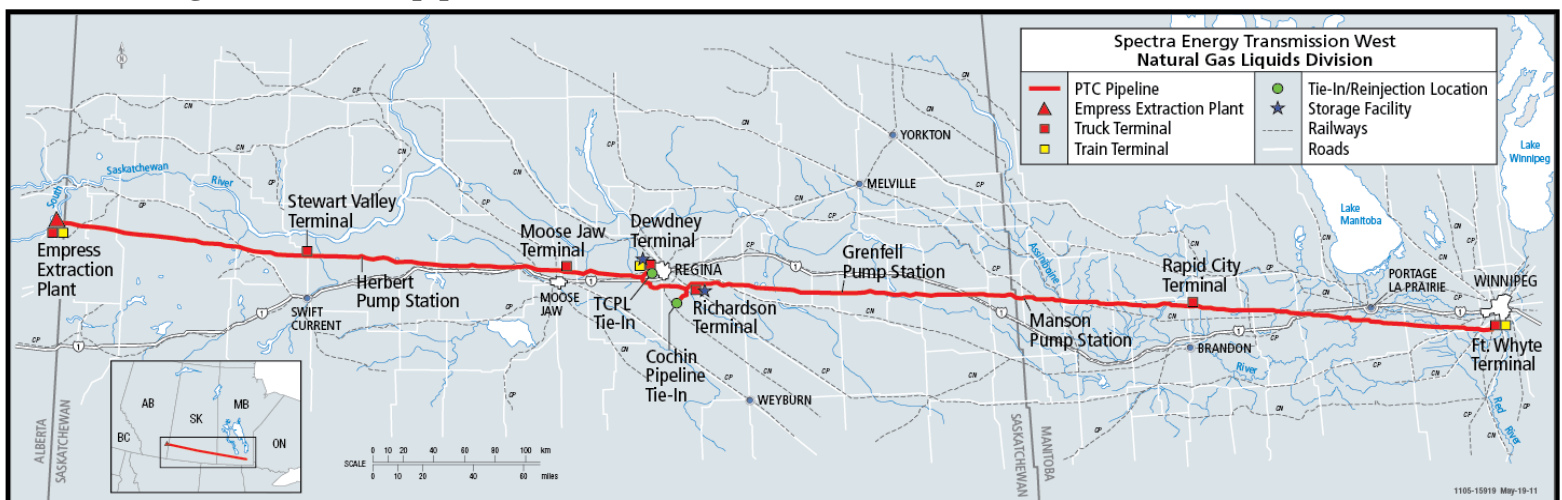 Spectra Energy Transmission West
Natural Gas Liquids Division
PTC Pipeline
Empress Extraction Plant
Truck Terminal
Train Terminal
Tie-In/Reinjection Location
Storage Facility
Railways
Roads
South
Saskatchewan
River
Empress
Extraction
Plant
Stewart Valley
Terminal
Herbert
Pump Station
SWIFT
CURRENT
Moose Jaw
Terminal
MOOSE
JAW
Dewdney
Terminal
REGINA
TCPL
Tie-In
Richardson
Terminal
Cochin
Pipeline
Tie-In
WEYBURN
YORKTON
MELVILLE
Grenfell
Pump Station
Assiniboine
River
Manson
Pump Station
Rapid City
Terminal
BRANDON
Lake
Manitoba
PORTAGE
LA PRAIRIE
WINNIPEG
Lake
Winnipeg
Ft. Whyte
Terminal
Red
River
ALBERTA
SASKATCHEWAN
SASKATCHEWAN
MANITOBA
CN
CP
1
AB
SK
MB
BC
ON
SCALE
0 10 20 40 60 80 100 km
0 10 20 40 60 miles
1105-15919 May-19-11